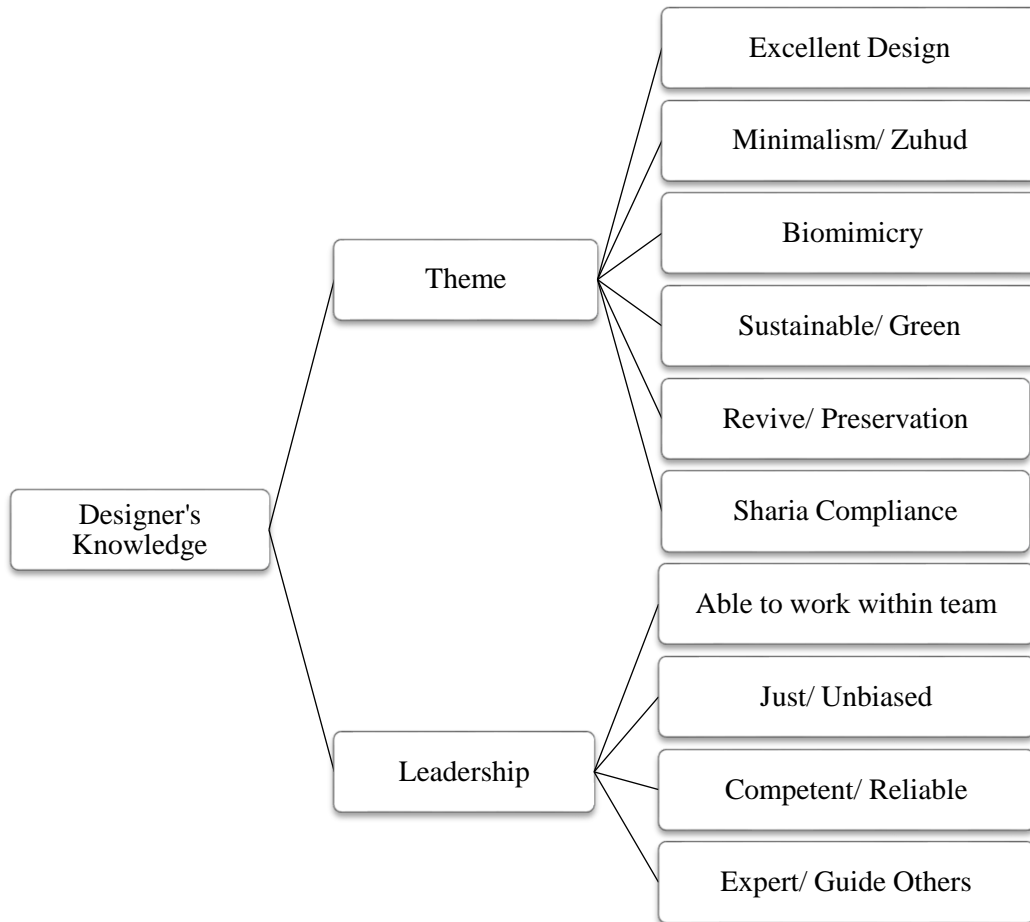 Excellent Design
Minimalism/ Zuhud
Biomimicry
Theme
Sustainable/ Green
Revive/ Preservation
Sharia Compliance
Designer's
Knowledge
Able to work within team
Just/ Unbiased
Leadership
Competent/ Reliable
Expert/ Guide Others